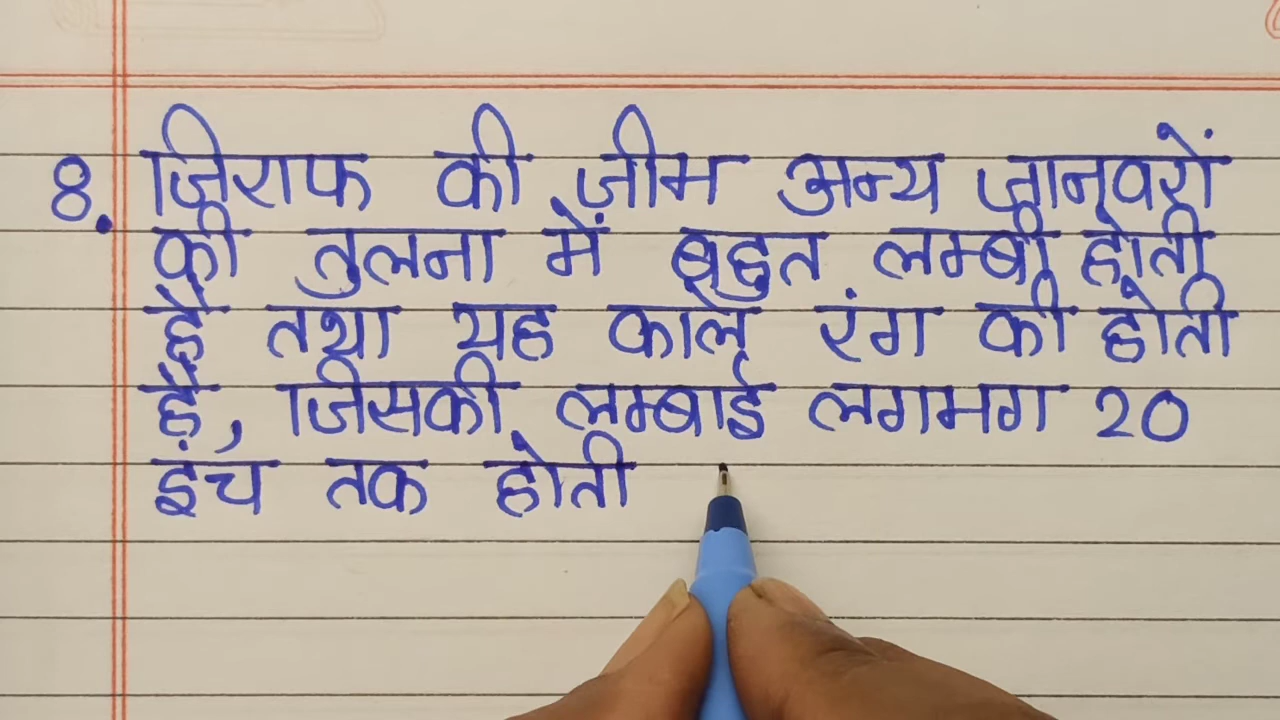 8. जिराफ की जीभ अन्य जानवरों
की तुलना में बहुत लम्बी होती
है तथा यह काले रंग की होती
है, जिसकी लम्बाई लगभग 20
इंच तक होती